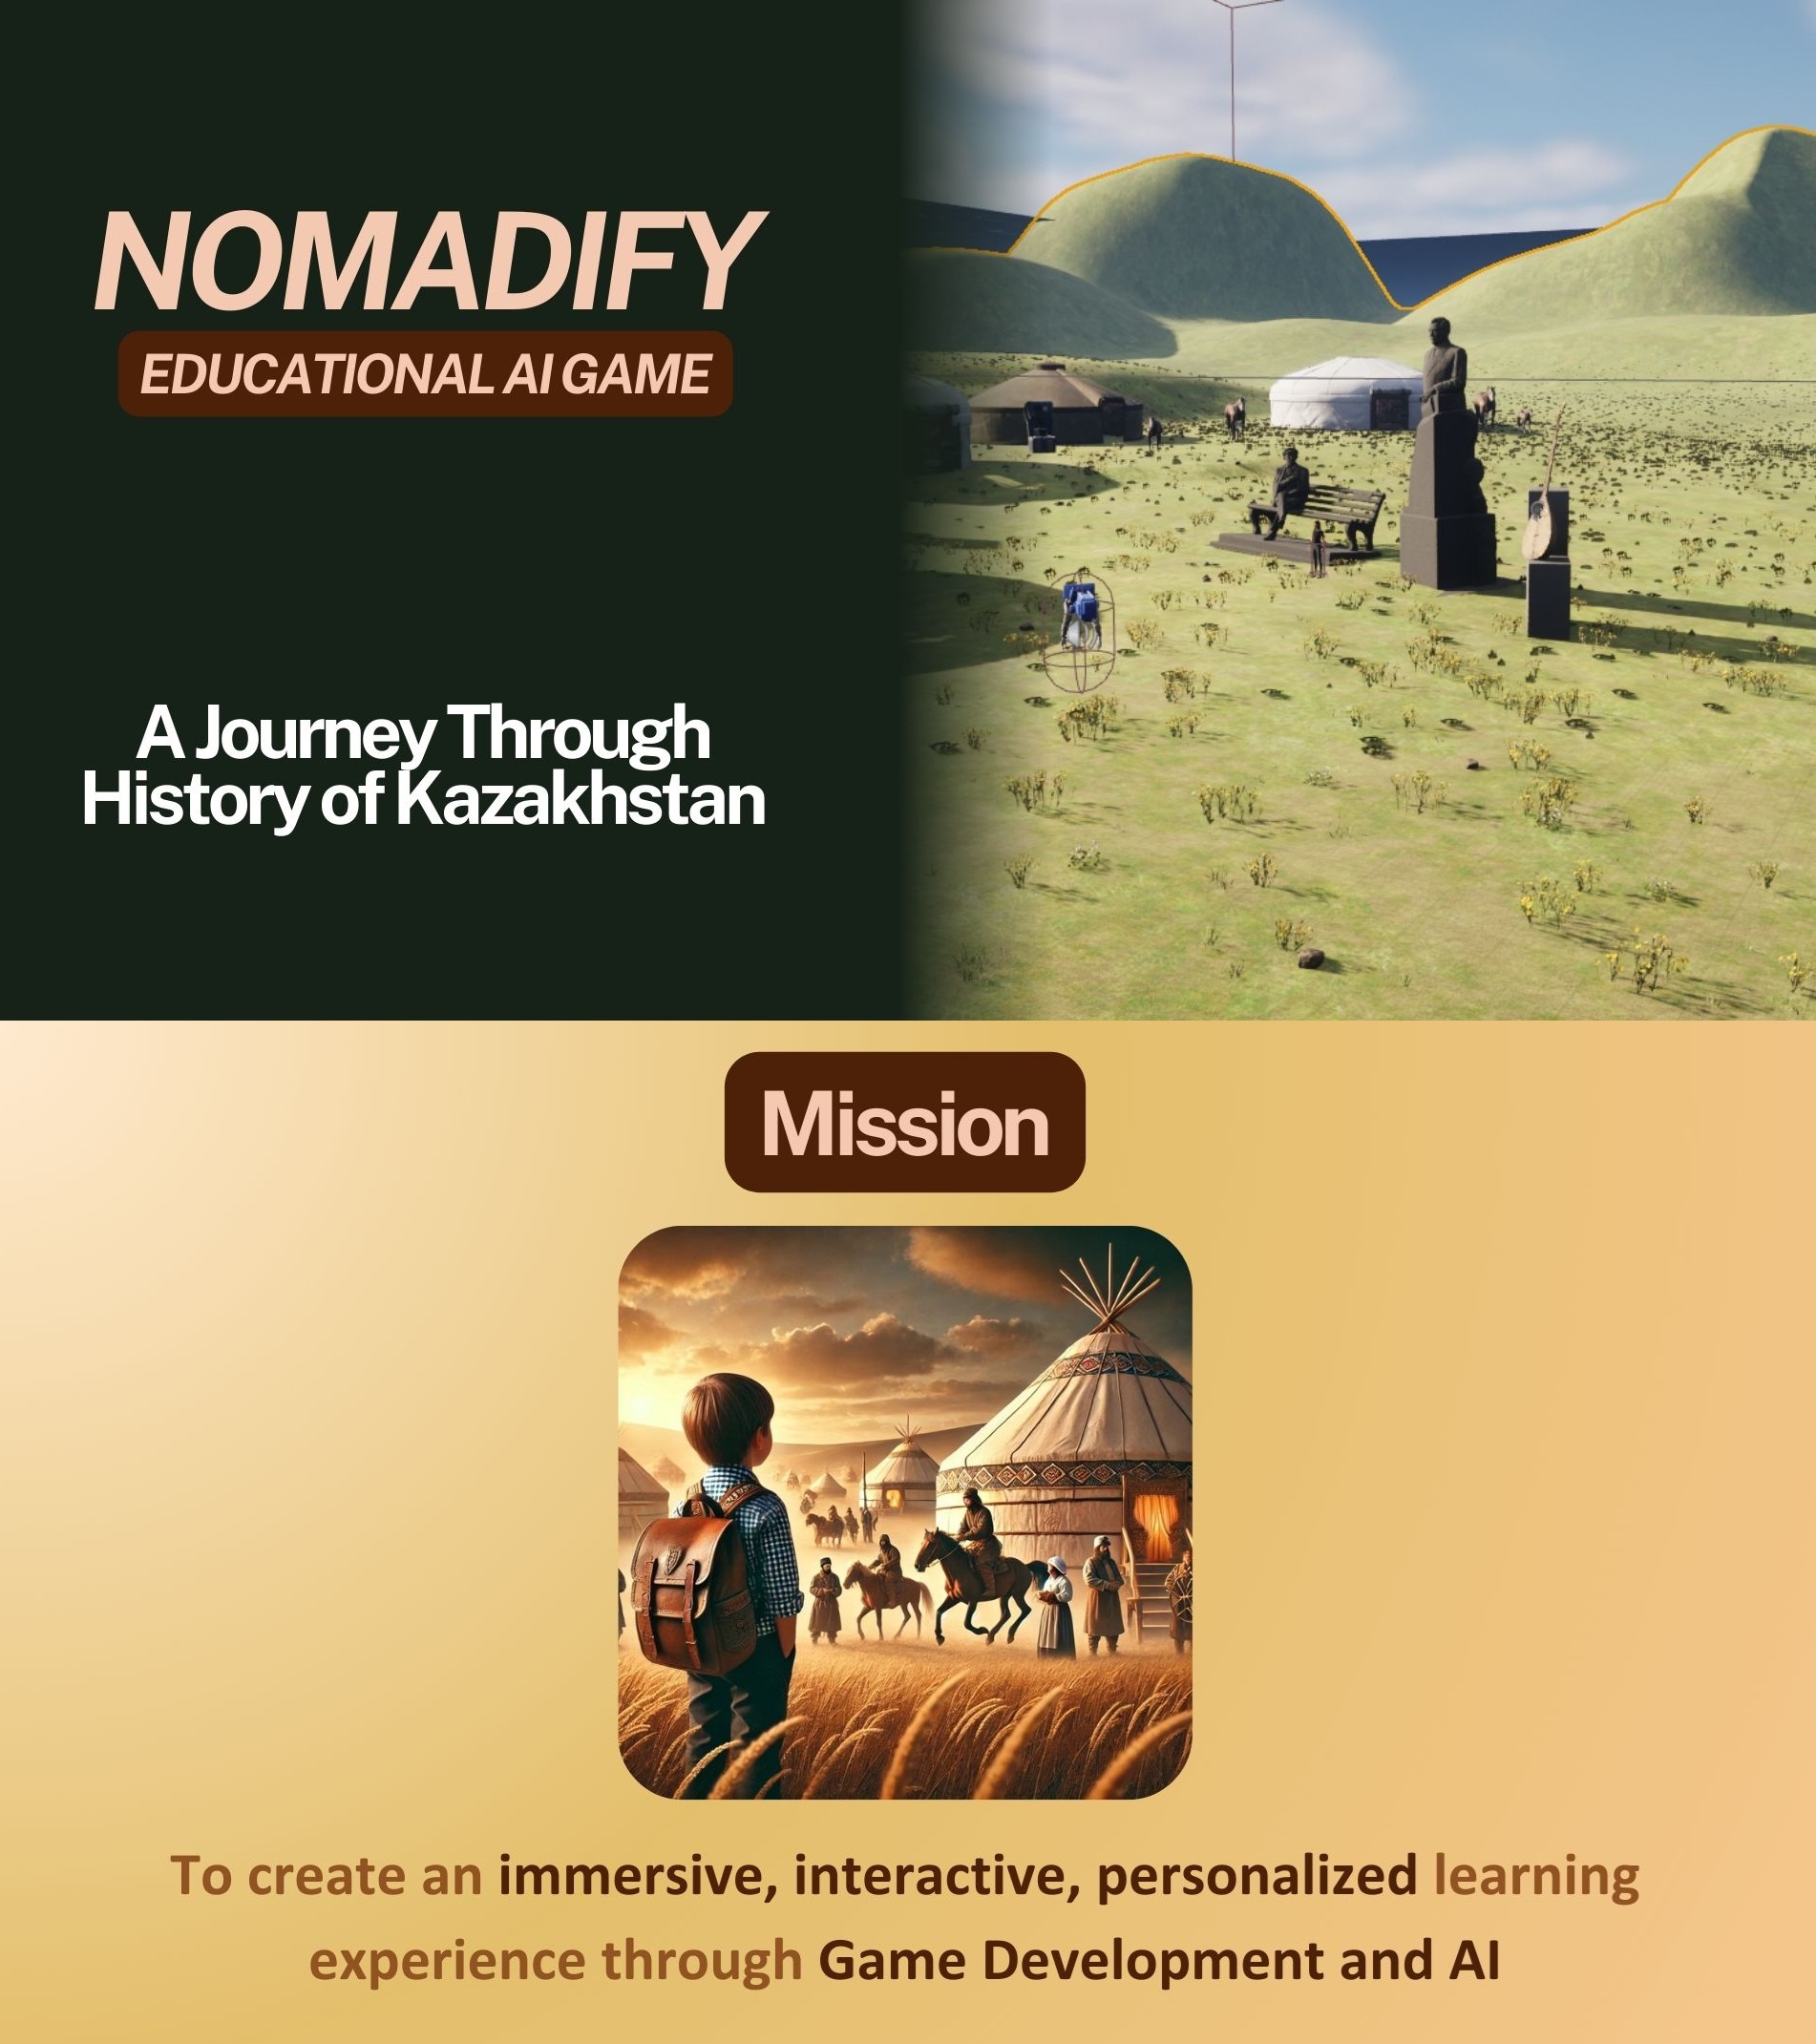 NOMADIFY
EDUCATIONAL AI GAME
A Journey Through
History of Kazakhstan
Mission
To create an immersive, interactive, personalized learning
experience through Game Development and AI